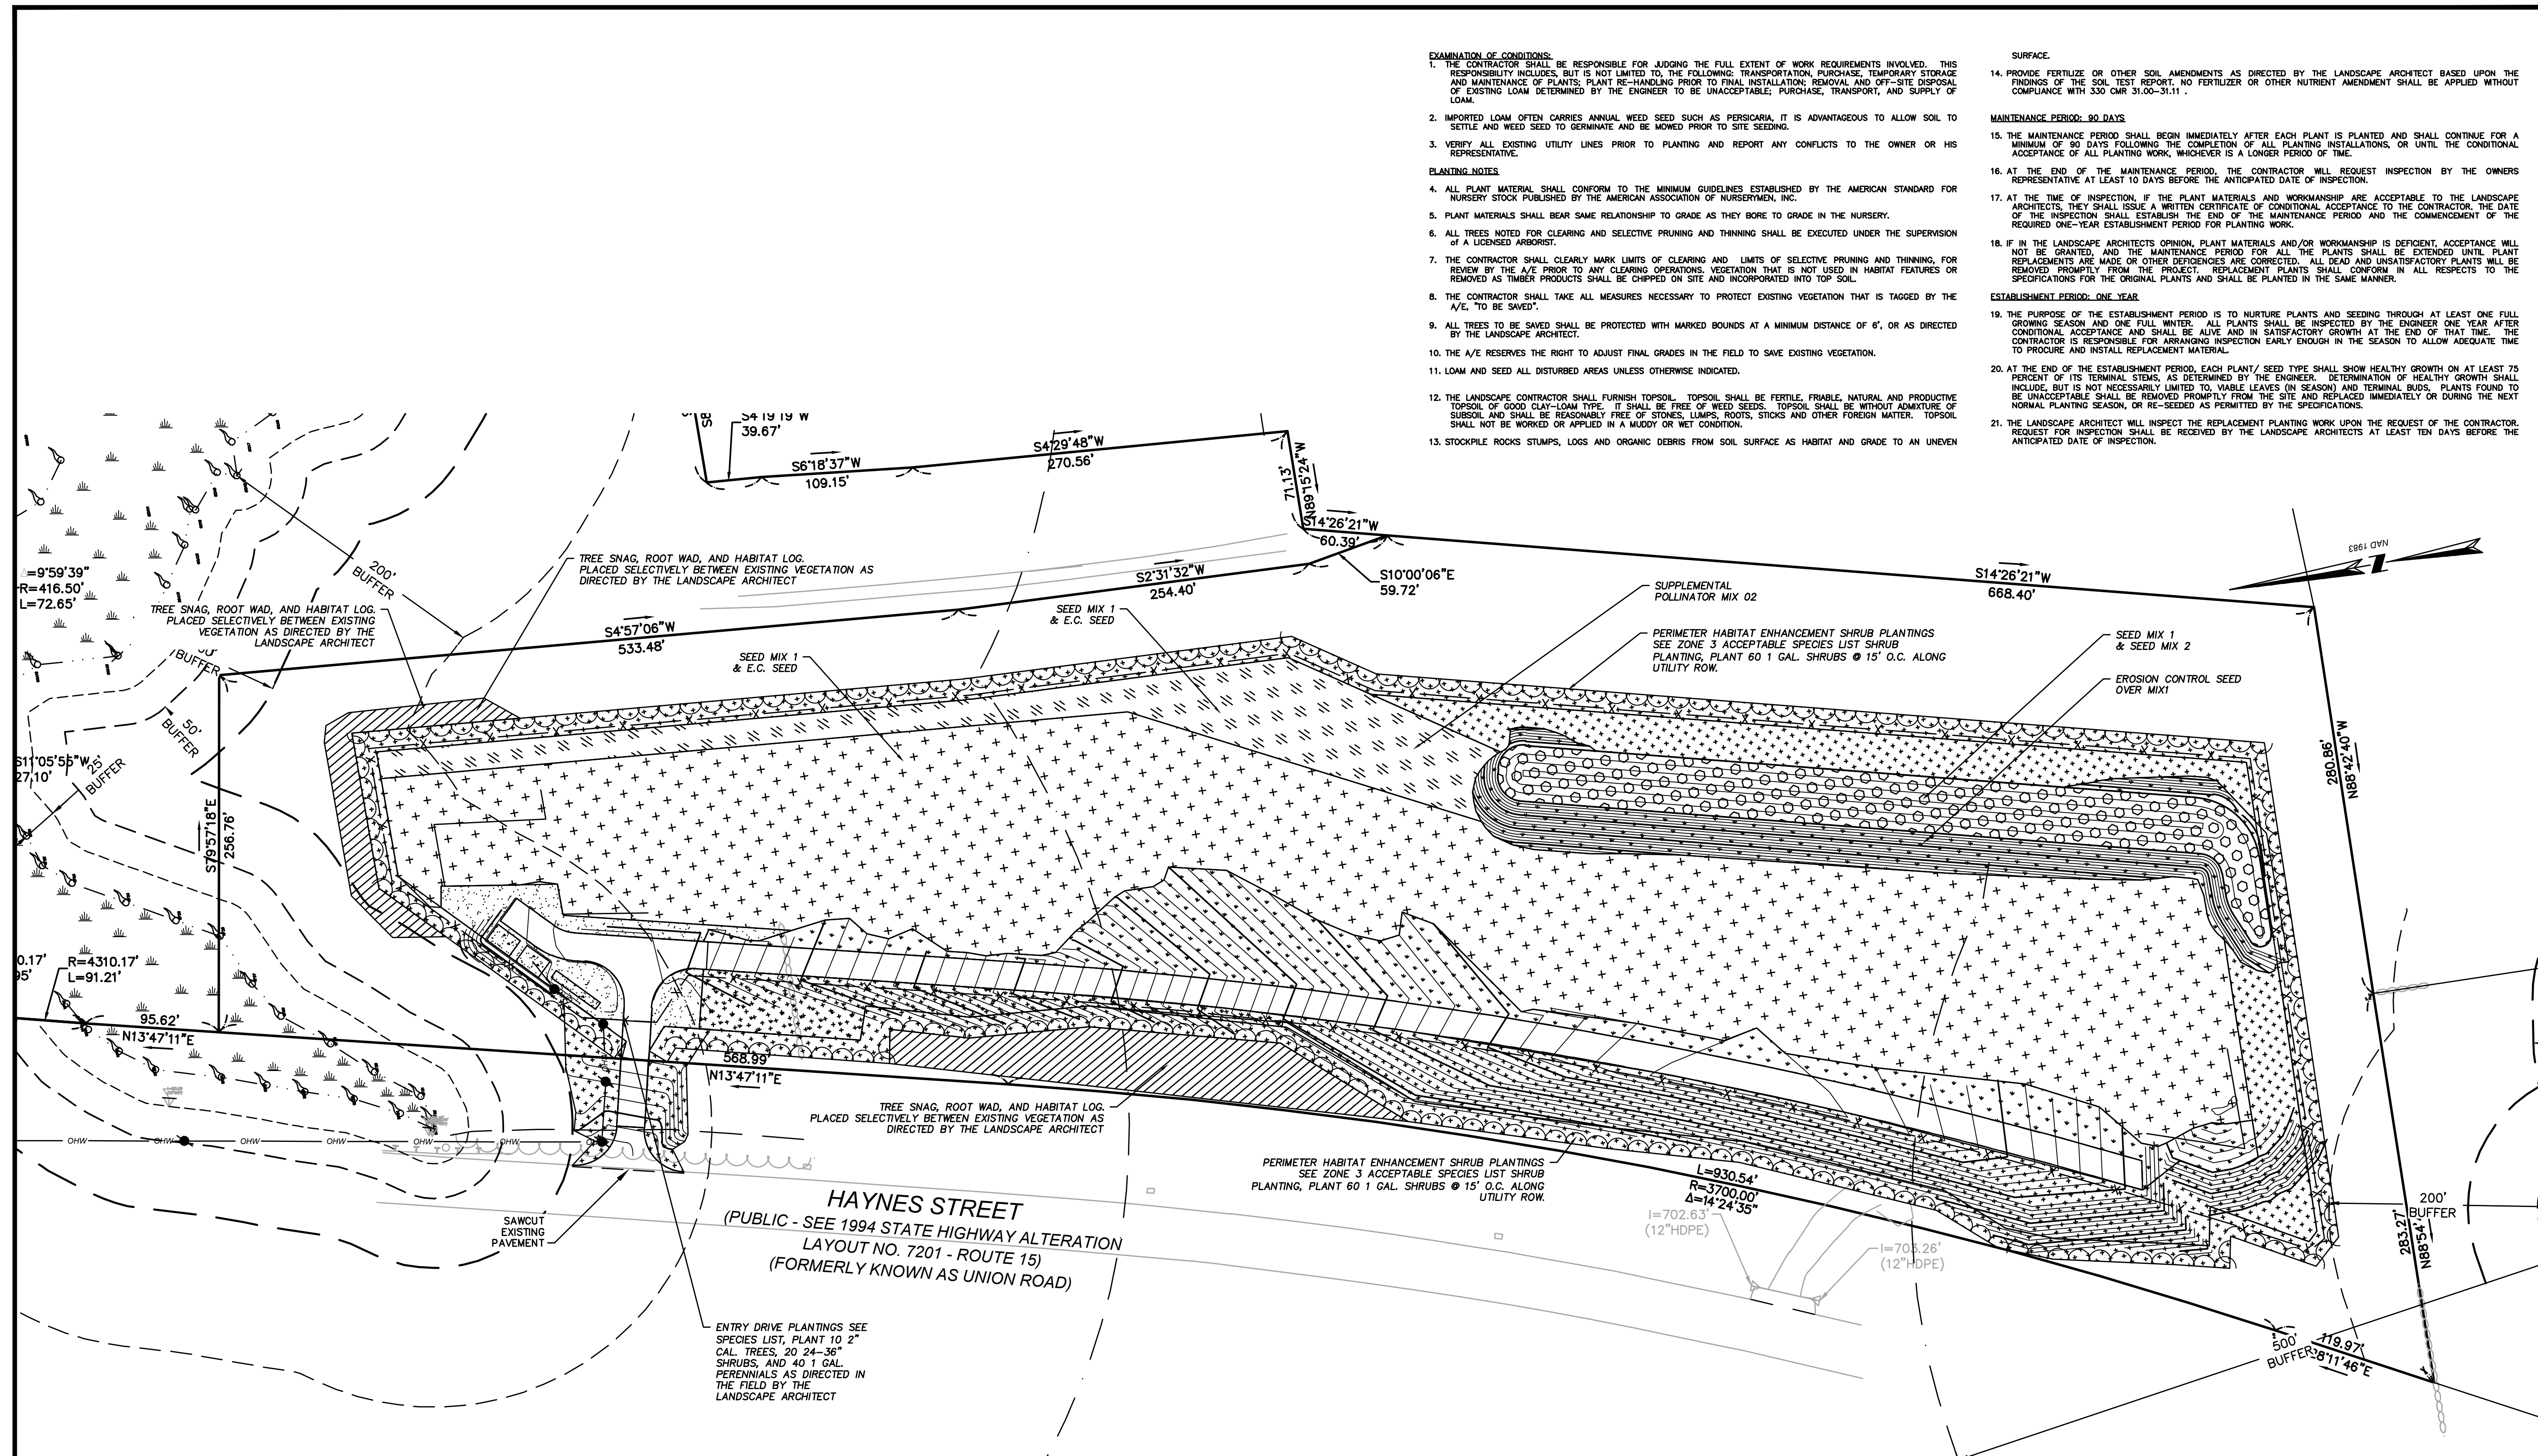 EXAMINATION OF CONDITIONS:
1. THE CONTRACTOR SHALL BE RESPONSIBLE FOR JUDGING THE FULL EXTENT OF WORK REQUIREMENTS INVOLVED. THIS
RESPONSIBILITY INCLUDES, BUT IS NOT LIMITED TO, THE FOLLOWING: TRANSPORTATION, PURCHASE, TEMPORARY STORAGE
AND MAINTENANCE OF PLANTS; PLANT RE-HANDLING PRIOR TO FINAL INSTALLATION; REMOVAL AND OFF-SITE DISPOSAL
OF EXISTING LOAM DETERMINED BY THE ENGINEER TO BE UNACCEPTABLE; PURCHASE, TRANSPORT, AND SUPPLY OF
LOAM.
2. IMPORTED LOAM OFTEN CARRIES ANNUAL WEED SEED SUCH AS PERSICARIA, IT IS ADVANTAGEOUS TO ALLOW SOIL TO
SETTLE AND WEED SEED TO GERMINATE AND BE MOWED PRIOR TO SITE SEEDING.
3. VERIFY ALL EXISTING UTILITY LINES PRIOR TO PLANTING AND REPORT ANY CONFLICTS TO THE OWNER OR HIS
REPRESENTATIVE.
PLANTING NOTES
4. ALL PLANT MATERIAL SHALL CONFORM TO THE MINIMUM GUIDELINES ESTABLISHED BY THE AMERICAN STANDARD FOR
NURSERY STOCK PUBLISHED BY THE AMERICAN ASSOCIATION OF NURSERYMEN, INC.
5. PLANT MATERIALS SHALL BEAR SAME RELATIONSHIP TO GRADE AS THEY BORE TO GRADE IN THE NURSERY.
6. ALL TREES NOTED FOR CLEARING AND SELECTIVE PRUNING AND THINNING SHALL BE EXECUTED UNDER THE SUPERVISION
of A LICENSED ARBORIST.
7. THE CONTRACTOR SHALL CLEARLY MARK LIMITS OF CLEARING AND LIMITS OF SELECTIVE PRUNING AND THINNING, FOR
REVIEW BY THE A/E PRIOR TO ANY CLEARING OPERATIONS. VEGETATION THAT IS NOT USED IN HABITAT FEATURES OR
REMOVED AS TIMBER PRODUCTS SHALL BE CHIPPED ON SITE AND INCORPORATED INTO TOP SOIL.
8. THE CONTRACTOR SHALL TAKE ALL MEASURES NECESSARY TO PROTECT EXISTING VEGETATION THAT IS TAGGED BY THE
A/E, "TO BE SAVED".
9. ALL TREES TO BE SAVED SHALL BE PROTECTED WITH MARKED BOUNDS AT A MINIMUM DISTANCE OF 6', OR AS DIRECTED
BY THE LANDSCAPE ARCHITECT.
10. THE A/E RESERVES THE RIGHT TO ADJUST FINAL GRADES IN THE FIELD TO SAVE EXISTING VEGETATION.
11. LOAM AND SEED ALL DISTURBED AREAS UNLESS OTHERWISE INDICATED.
12. THE LANDSCAPE CONTRACTOR SHALL FURNISH TOPSOIL. TOPSOIL SHALL BE FERTILE, FRIABLE, NATURAL AND PRODUCTIVE
TOPSOIL OF GOOD CLAY-LOAM TYPE. IT SHALL BE FREE OF WEED SEEDS. TOPSOIL SHALL BE WITHOUT ADMIXTURE OF
SUBSOIL AND SHALL BE REASONABLY FREE OF STONES, LUMPS, ROOTS, STICKS AND OTHER FOREIGN MATTER. TOPSOIL
SHALL NOT BE WORKED OR APPLIED IN A MUDDY OR WET CONDITION.
13. STOCKPILE ROCKS STUMPS, LOGS AND ORGANIC DEBRIS FROM SOIL SURFACE AS HABITAT AND GRADE TO AN UNEVEN
SURFACE.
14. PROVIDE FERTILIZE OR OTHER SOIL AMENDMENTS AS DIRECTED BY THE LANDSCAPE ARCHITECT BASED UPON THE
FINDINGS OF THE SOIL TEST REPORT. NO FERTILIZER OR OTHER NUTRIENT AMENDMENT SHALL BE APPLIED WITHOUT
COMPLIANCE WITH 330 CMR 31.00-31.11 .
MAINTENANCE PERIOD: 90 DAYS
15. THE MAINTENANCE PERIOD SHALL BEGIN IMMEDIATELY AFTER EACH PLANT IS PLANTED AND SHALL CONTINUE FOR A
MINIMUM OF 90 DAYS FOLLOWING THE COMPLETION OF ALL PLANTING INSTALLATIONS, OR UNTIL THE CONDITIONAL
ACCEPTANCE OF ALL PLANTING WORK, WHICHEVER IS A LONGER PERIOD OF TIME.
16. AT THE END OF THE MAINTENANCE PERIOD, THE CONTRACTOR WILL REQUEST INSPECTION BY THE OWNERS
REPRESENTATIVE AT LEAST 10 DAYS BEFORE THE ANTICIPATED DATE OF INSPECTION.
17. AT THE TIME OF INSPECTION, IF THE PLANT MATERIALS AND WORKMANSHIP ARE ACCEPTABLE TO THE LANDSCAPE
ARCHITECTS, THEY SHALL ISSUE A WRITTEN CERTIFICATE OF CONDITIONAL ACCEPTANCE TO THE CONTRACTOR. THE DATE
OF THE INSPECTION SHALL ESTABLISH THE END OF THE MAINTENANCE PERIOD AND THE COMMENCEMENT OF THE
REQUIRED ONE-YEAR ESTABLISHMENT PERIOD FOR PLANTING WORK.
18. IF IN THE LANDSCAPE ARCHITECTS OPINION, PLANT MATERIALS AND/OR WORKMANSHIP IS DEFICIENT, ACCEPTANCE WILL
NOT BE GRANTED, AND THE MAINTENANCE PERIOD FOR ALL THE PLANTS SHALL BE EXTENDED UNTIL PLANT
REPLACEMENTS ARE MADE OR OTHER DEFICIENCIES ARE CORRECTED. ALL DEAD AND UNSATISFACTORY PLANTS WILL BE
REMOVED PROMPTLY FROM THE PROJECT. REPLACEMENT PLANTS SHALL CONFORM IN ALL RESPECTS TO THE
SPECIFICATIONS FOR THE ORIGINAL PLANTS AND SHALL BE PLANTED IN THE SAME MANNER.
ESTABLISHMENT PERIOD: ONE YEAR
19. THE PURPOSE OF THE ESTABLISHMENT PERIOD IS TO NURTURE PLANTS AND SEEDING THROUGH AT LEAST ONE FULL
GROWING SEASON AND ONE FULL WINTER. ALL PLANTS SHALL BE INSPECTED BY THE ENGINEER ONE YEAR AFTER
CONDITIONAL ACCEPTANCE AND SHALL BE ALIVE AND IN SATISFACTORY GROWTH AT THE END OF THAT TIME. THE
CONTRACTOR IS RESPONSIBLE FOR ARRANGING INSPECTION EARLY ENOUGH IN THE SEASON TO ALLOW ADEQUATE TIME
TO PROCURE AND INSTALL REPLACEMENT MATERIAL.
20. AT THE END OF THE ESTABLISHMENT PERIOD, EACH PLANT/ SEED TYPE SHALL SHOW HEALTHY GROWTH ON AT LEAST 75
PERCENT OF ITS TERMINAL STEMS, AS DETERMINED BY THE ENGINEER. DETERMINATION OF HEALTHY GROWTH SHALL
INCLUDE, BUT IS NOT NECESSARILY LIMITED TO, VIABLE LEAVES (IN SEASON) AND TERMINAL BUDS, PLANTS FOUND TO
BE UNACCEPTABLE SHALL BE REMOVED PROMPTLY FROM THE SITE AND REPLACED IMMEDIATELY OR DURING THE NEXT
NORMAL PLANTING SEASON, OR RE-SEEDED AS PERMITTED BY THE SPECIFICATIONS.
21. THE LANDSCAPE ARCHITECT WILL INSPECT THE REPLACEMENT PLANTING WORK UPON THE REQUEST OF THE CONTRACTOR.
REQUEST FOR INSPECTION SHALL BE RECEIVED BY THE LANDSCAPE ARCHITECTS AT LEAST TEN DAYS BEFORE THE
ANTICIPATED DATE OF INSPECTION.
S4°19'19"W
39.67'
S6°18'37"W
109.15'
S4°29'48"W
270.56'
71.13'
N89°15'24"W
S14°26'21"W
60.39'
S10°00'06"E
59.72'
S2°31'32"W
254.40'
S4°57'06"W
533.48'
S14°26'21"W
668.40'
NAD 1983
Δ=9°59'39"
R=416.50'
L=72.65'
200'
BUFFER
TREE SNAG, ROOT WAD, AND HABITAT LOG.
PLACED SELECTIVELY BETWEEN EXISTING
VEGETATION AS DIRECTED BY THE
LANDSCAPE ARCHITECT
TREE SNAG, ROOT WAD, AND HABITAT LOG.
PLACED SELECTIVELY BETWEEN EXISTING VEGETATION AS
DIRECTED BY THE LANDSCAPE ARCHITECT
SEED MIX 1
& E.C. SEED
SEED MIX 1
& E.C. SEED
SUPPLEMENTAL
POLLINATOR MIX 02
PERIMETER HABITAT ENHANCEMENT SHRUB PLANTINGS
SEE ZONE 3 ACCEPTABLE SPECIES LIST SHRUB
PLANTING, PLANT 60 1 GAL. SHRUBS @ 15' O.C. ALONG
UTILITY ROW.
SEED MIX 1
& SEED MIX 2
EROSION CONTROL SEED
OVER MIX1
BUFFER
50'
BUFFER
25'
BUFFER
S11°05'55"W
27.10'
S79°57'18"E
256.76'
280.86'
N88°42'40"W
R=4310.17'
L=91.21'
0.17'
95.62'
N13°47'11"E
568.99'
N13°47'11"E
OHW OHW OHW OHW OHW OHW
TREE SNAG, ROOT WAD, AND HABITAT LOG.
PLACED SELECTIVELY BETWEEN EXISTING VEGETATION AS
DIRECTED BY THE LANDSCAPE ARCHITECT
PERIMETER HABITAT ENHANCEMENT SHRUB PLANTINGS
SEE ZONE 3 ACCEPTABLE SPECIES LIST SHRUB
PLANTING, PLANT 60 1 GAL. SHRUBS @ 15' O.C. ALONG
UTILITY ROW.
L=930.54'
R=3700.00'
Δ=14°24'35"
I=702.63'
(12"HDPE)
I=703.26'
(12"HDPE)
200'
BUFFER
283.27'
N88°54'
SAWCUT
EXISTING
PAVEMENT
HAYNES STREET
(PUBLIC - SEE 1994 STATE HIGHWAY ALTERATION
LAYOUT NO. 7201 - ROUTE 15)
(FORMERLY KNOWN AS UNION ROAD)
ENTRY DRIVE PLANTINGS SEE
SPECIES LIST, PLANT 10 2"
CAL. TREES, 20 24-36"
SHRUBS, AND 40 1 GAL.
PERENNIALS AS DIRECTED IN
THE FIELD BY THE
LANDSCAPE ARCHITECT
500'
BUFFER
119.97'
28°11'46"E